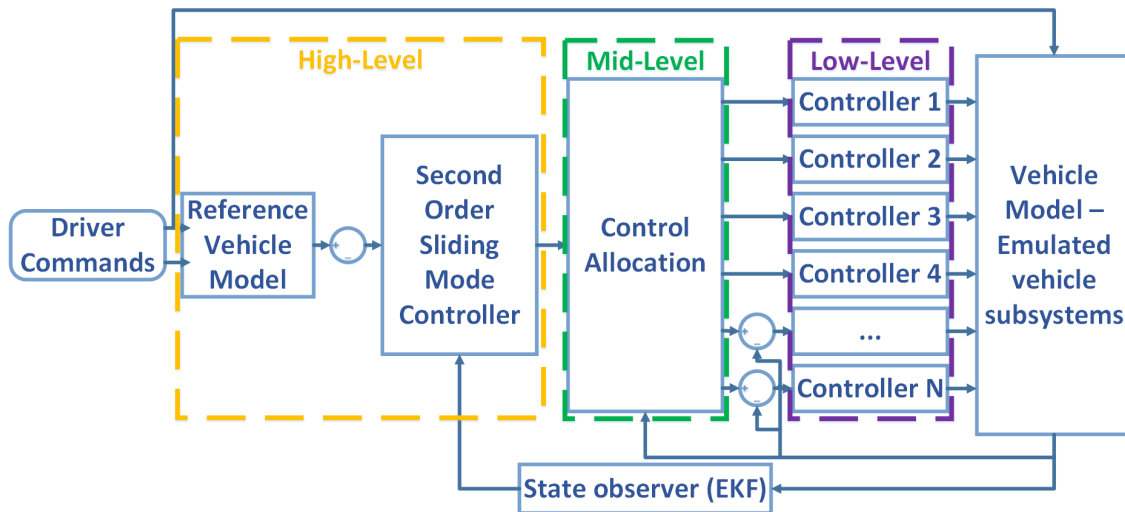 High-Level
Mid-Level
Low-Level
Driver
Commands
Reference
Vehicle
Model
+
−
Second
Order
Sliding
Mode
Controller
Control
Allocation
Controller 1
Controller 2
Controller 3
Controller 4
+
−
...
+
−
Controller N
Vehicle
Model –
Emulated
vehicle
subsystems
State observer (EKF)